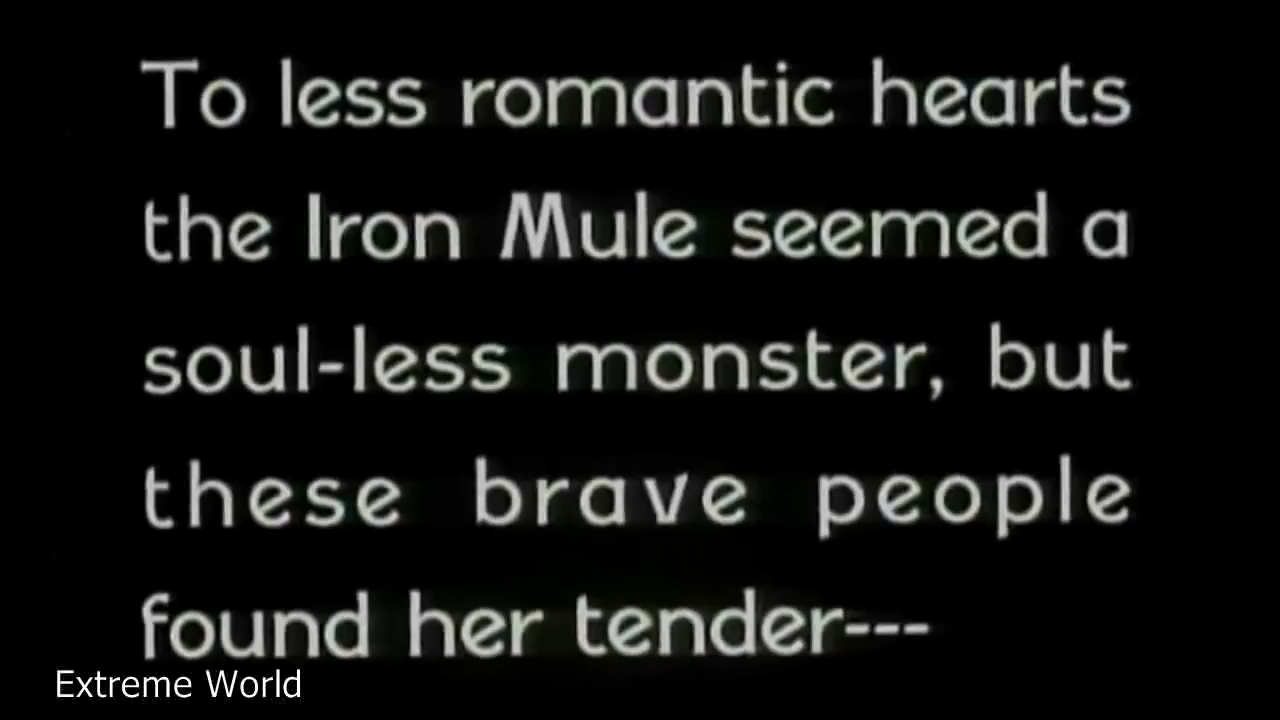 To less romantic hearts
the Iron Mule seemed a
soul-less monster, but
these brave people
found her tender---
Extreme World